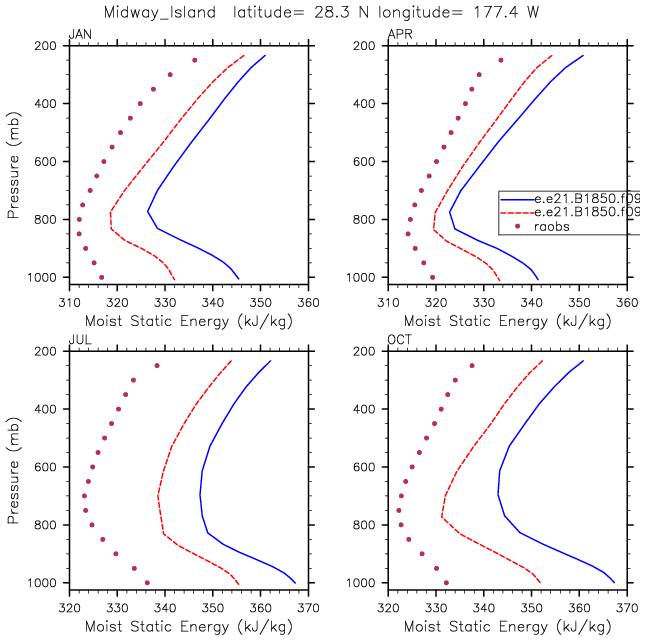 Midway_Island latitude= 28.3 N longitude= 177.4 W
JAN
200
400
600
800
1000
Pressure (mb)
310 320 330 340 350 360
Moist Static Energy (kJ/kg)
APR
200
400
600
800
1000
310 320 330 340 350 360
Moist Static Energy (kJ/kg)
e.e21.B1850.f09
e.e21.B1850.f09
raobs
JUL
200
400
600
800
1000
Pressure (mb)
320 330 340 350 360 370
Moist Static Energy (kJ/kg)
OCT
200
400
600
800
1000
320 330 340 350 360 370
Moist Static Energy (kJ/kg)